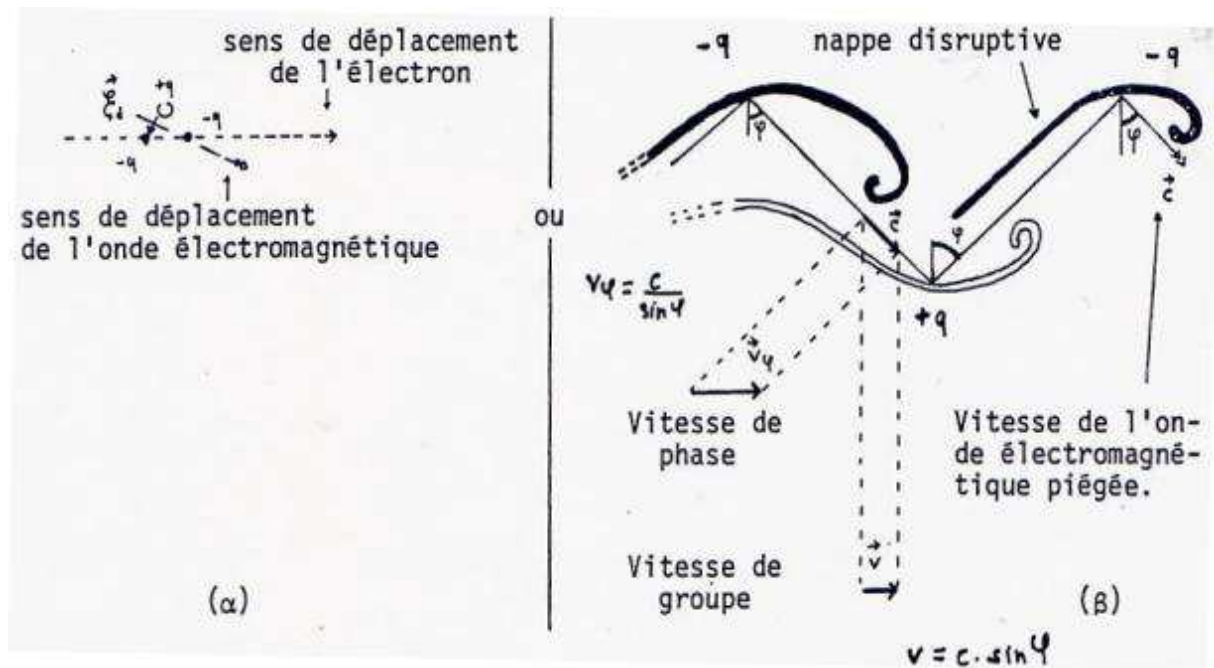 sens de déplacement
de l'électron
+q
-q
-q
sens de déplacement
de l'onde électromagnétique
(α)
ou
-q
nappe disruptive
-q
φ
φ
φ
c
c
vφ = c / sin φ
+q
vφ
Vitesse de
phase
Vitesse de l'on-
de électromagné-
tique piégée.
v
Vitesse de
groupe
(β)
v = c . sin φ